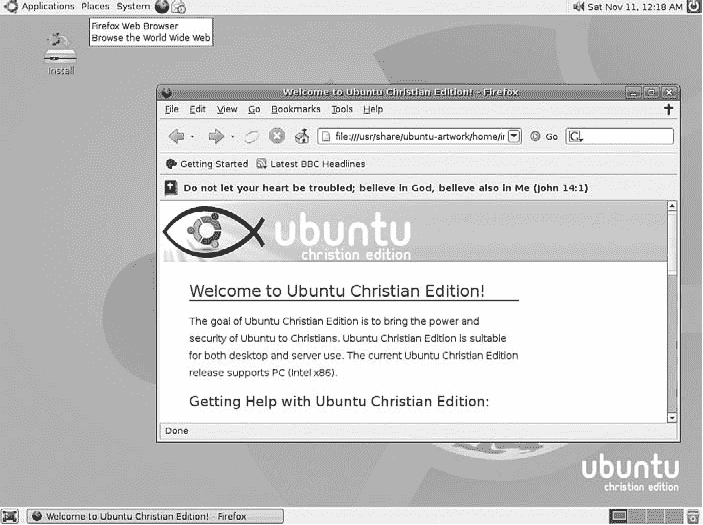 Applications Places System
Sat Nov 11, 12:18 AM
Firefox Web Browser
Browse the World Wide Web
Install
Welcome to Ubuntu Christian Edition! - Firefox
File Edit View Go Bookmarks Tools Help
file:///usr/share/ubuntu-artwork/home/ir
Go
G
Getting Started Latest BBC Headlines
Do not let your heart be troubled; believe in God, believe also in Me (John 14:1)
ubuntu
christian edition
Welcome to Ubuntu Christian Edition!
The goal of Ubuntu Christian Edition is to bring the power and
security of Ubuntu to Christians. Ubuntu Christian Edition is suitable
for both desktop and server use. The current Ubuntu Christian Edition
release supports PC (Intel x86).
Getting Help with Ubuntu Christian Edition:
Done
ubuntu
christian edition
Welcome to Ubuntu Christian Edition! - Firefox